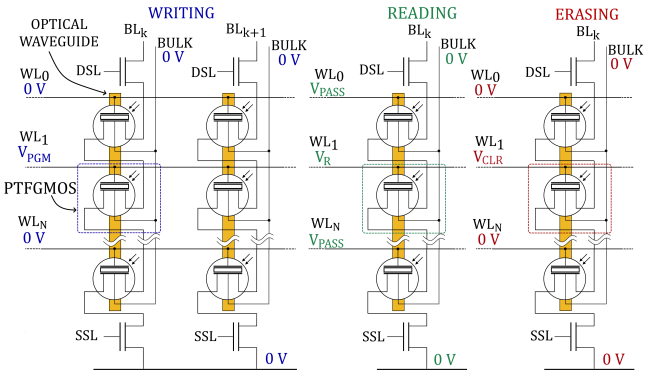 WRITING
READING
ERASING
OPTICAL
WAVEGUIDE
BLk
BLk+1
BLk
BLk
BULK
0 V
BULK
0 V
BULK
0 V
BULK
0 V
DSL
DSL
DSL
DSL
WL0
0 V
WL0
VPASS
WL0
0 V
WL1
VPGM
WL1
VR
WL1
VCLR
PTFGMOS
WLN
0 V
WLN
VPASS
WLN
0 V
SSL
SSL
SSL
SSL
0 V
0 V
0 V